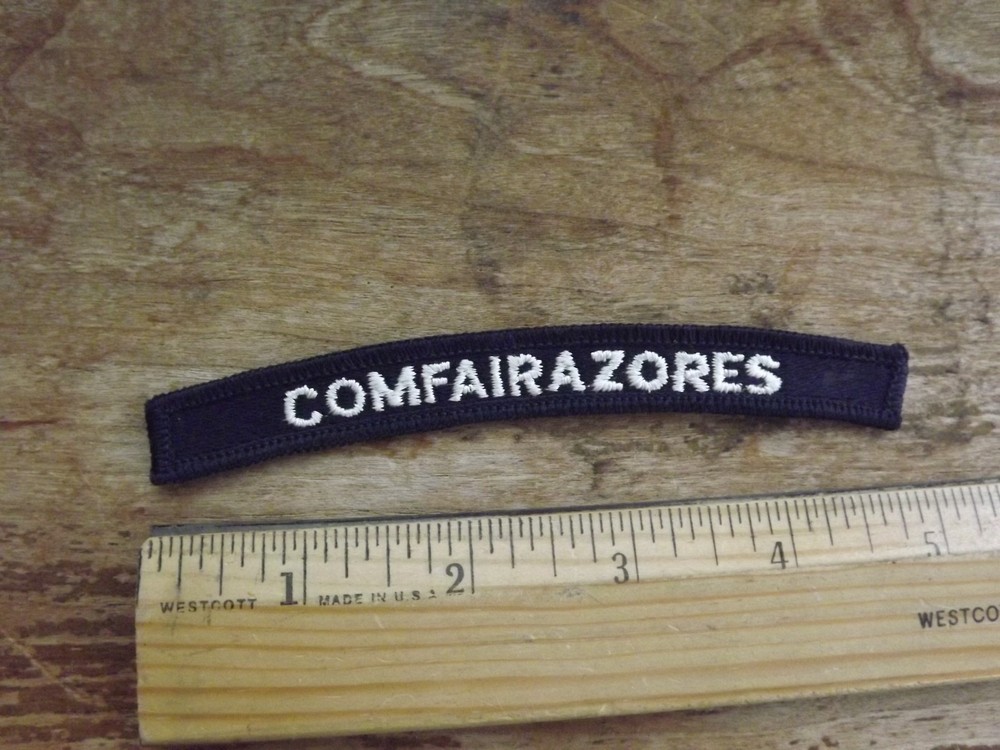 COMFAIRAZORES
1 2 3 4 5
WESTCOTT MADE IN U.S.A WESTCO